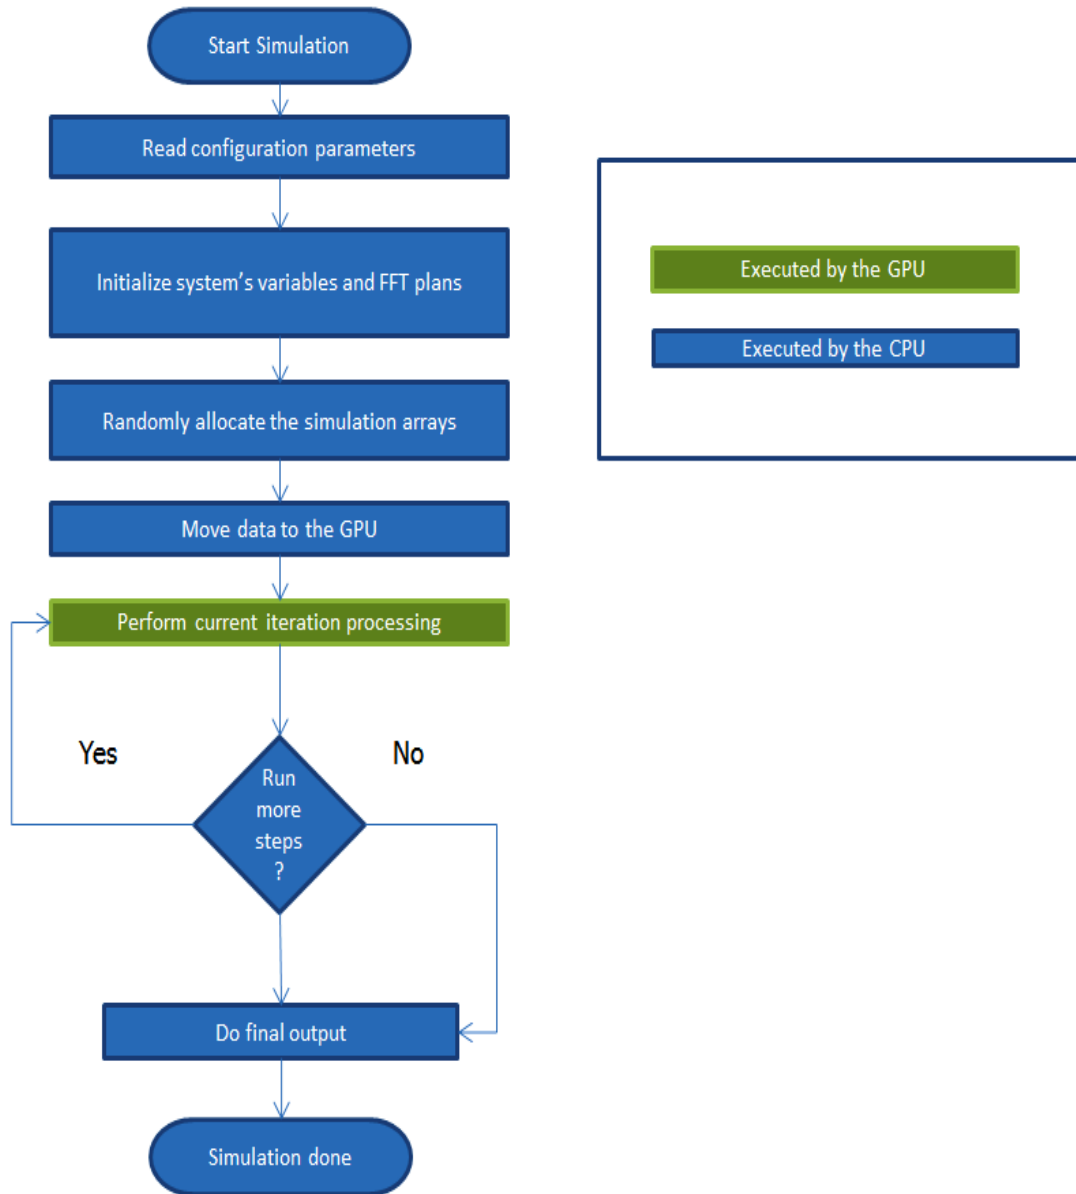 Start Simulation
Read configuration parameters
Initialize system's variables and FFT plans
Randomly allocate the simulation arrays
Move data to the GPU
Perform current iteration processing
Yes
No
Run
more
steps
?
Do final output
Simulation done
Executed by the GPU
Executed by the CPU